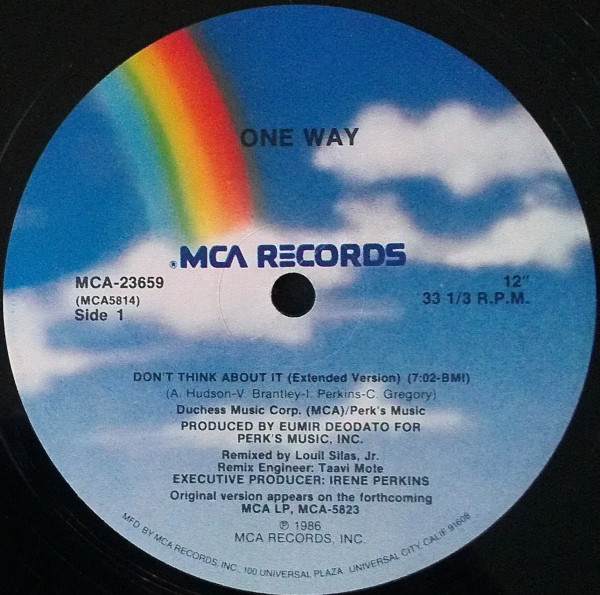 ONE WAY
®MCA RECORDS
MCA-23659
(MCA5814)
Side 1
12"
33 1/3 R.P.M.
DON'T THINK ABOUT IT (Extended Version) (7:02-BMI)
(A. Hudson-V. Brantley-I. Perkins-C. Gregory)
Duchess Music Corp. (MCA)/Perk's Music
PRODUCED BY EUMIR DEODATO FOR
PERK'S MUSIC, INC.
Remixed by Louil Silas, Jr.
Remix Engineer: Taavi Mote
EXECUTIVE PRODUCER: IRENE PERKINS
Original version appears on the forthcoming
MCA LP, MCA-5823
℗ 1986
MCA RECORDS, INC.
MFD BY MCA RECORDS, INC., 100 UNIVERSAL PLAZA, UNIVERSAL CITY, CALIF. 91608